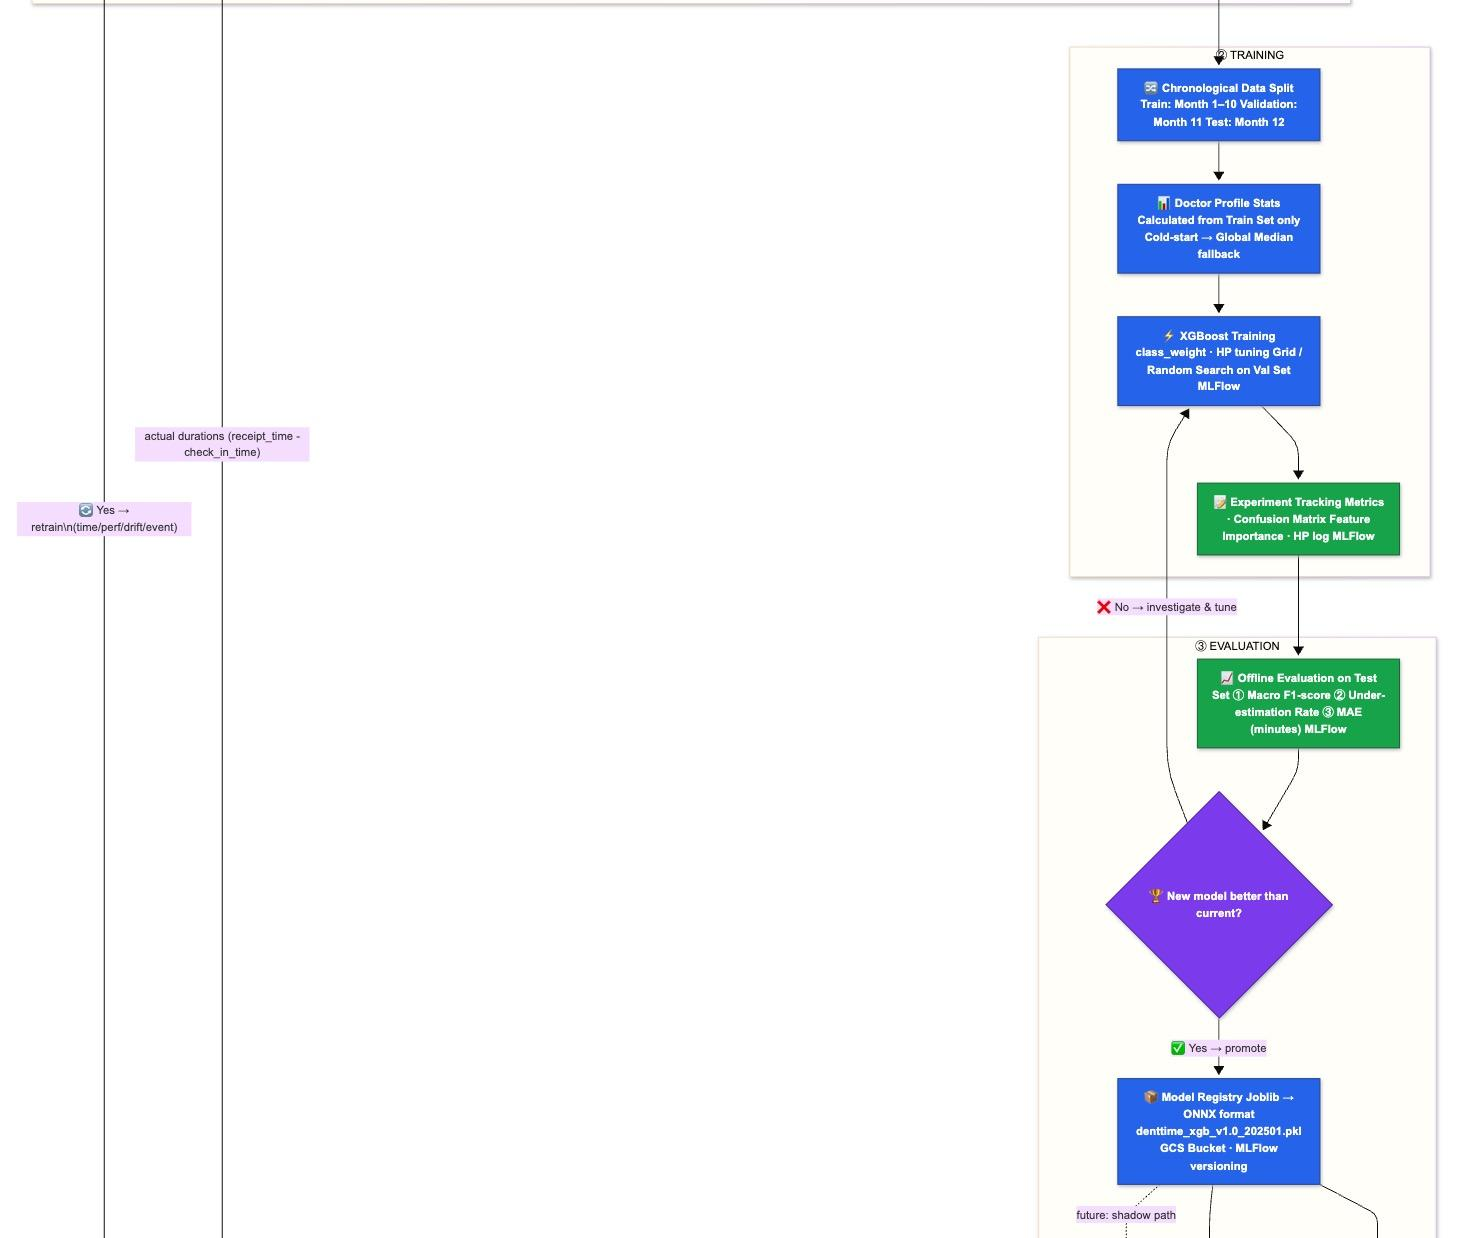 ② TRAINING
🔀 Chronological Data Split
Train: Month 1–10 Validation:
Month 11 Test: Month 12
📊 Doctor Profile Stats
Calculated from Train Set only
Cold-start → Global Median
fallback
⚡ XGBoost Training
class_weight · HP tuning Grid /
Random Search on Val Set
MLFlow
actual durations (receipt_time -
check_in_time)
🔄 Yes →
retrain\n(time/perf/drift/event)
📝 Experiment Tracking Metrics
· Confusion Matrix Feature
Importance · HP log MLFlow
❌ No → investigate & tune
③ EVALUATION
📈 Offline Evaluation on Test
Set ① Macro F1-score ② Under-
estimation Rate ③ MAE
(minutes) MLFlow
🏆 New model better than
current?
✅ Yes → promote
📦 Model Registry Joblib →
ONNX format
denttime_xgb_v1.0_202501.pkl
GCS Bucket · MLFlow
versioning
future: shadow path